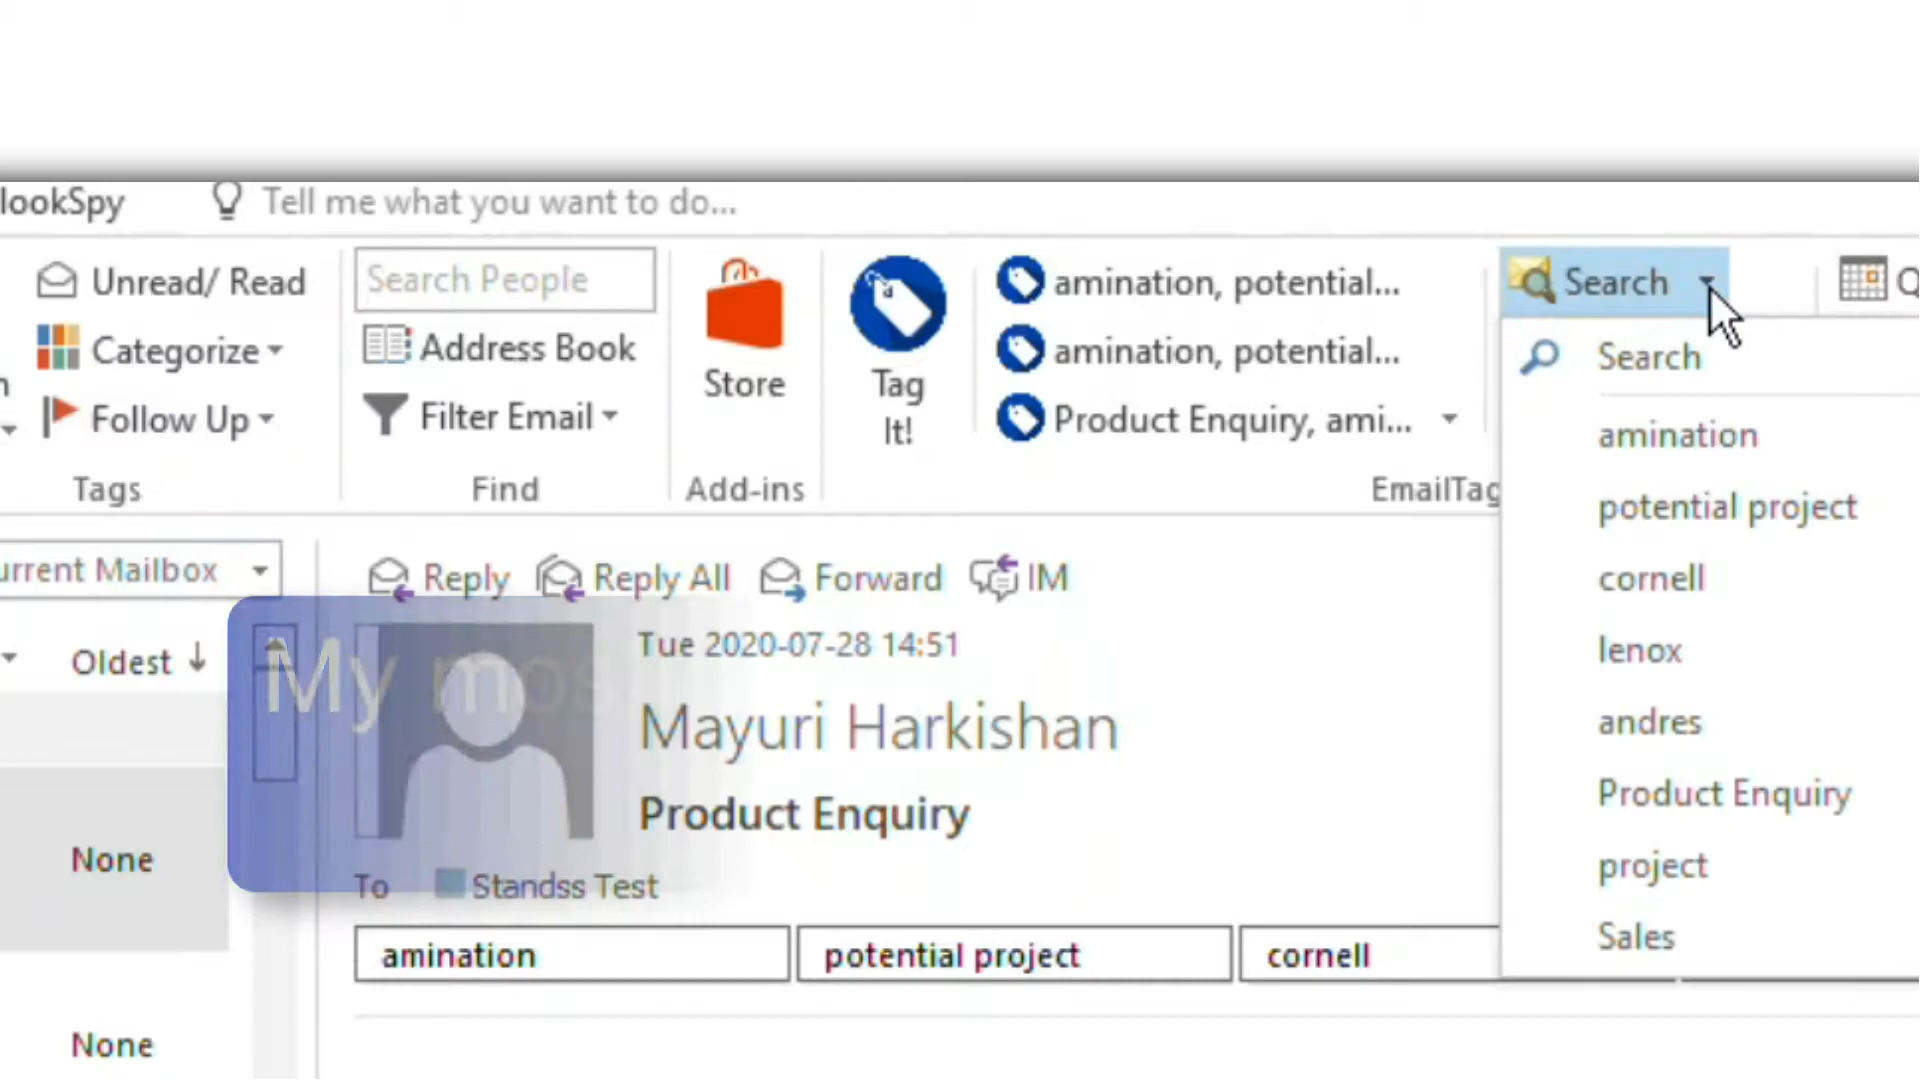 lookSpy
Tell me what you want to do...
Unread/ Read
Categorize
Follow Up
Tags
Search People
Address Book
Filter Email
Find
Store
Add-ins
Tag
It!
amination, potential...
amination, potential...
Product Enquiry, ami...
EmailTag
Search
Search
amination
potential project
cornell
lenox
andres
Product Enquiry
project
Sales
urrent Mailbox
Oldest
None
None
Reply
Reply All
Forward
IM
My mos
Tue 2020-07-28 14:51
Mayuri Harkishan
Product Enquiry
To
Standss Test
amination
potential project
cornell